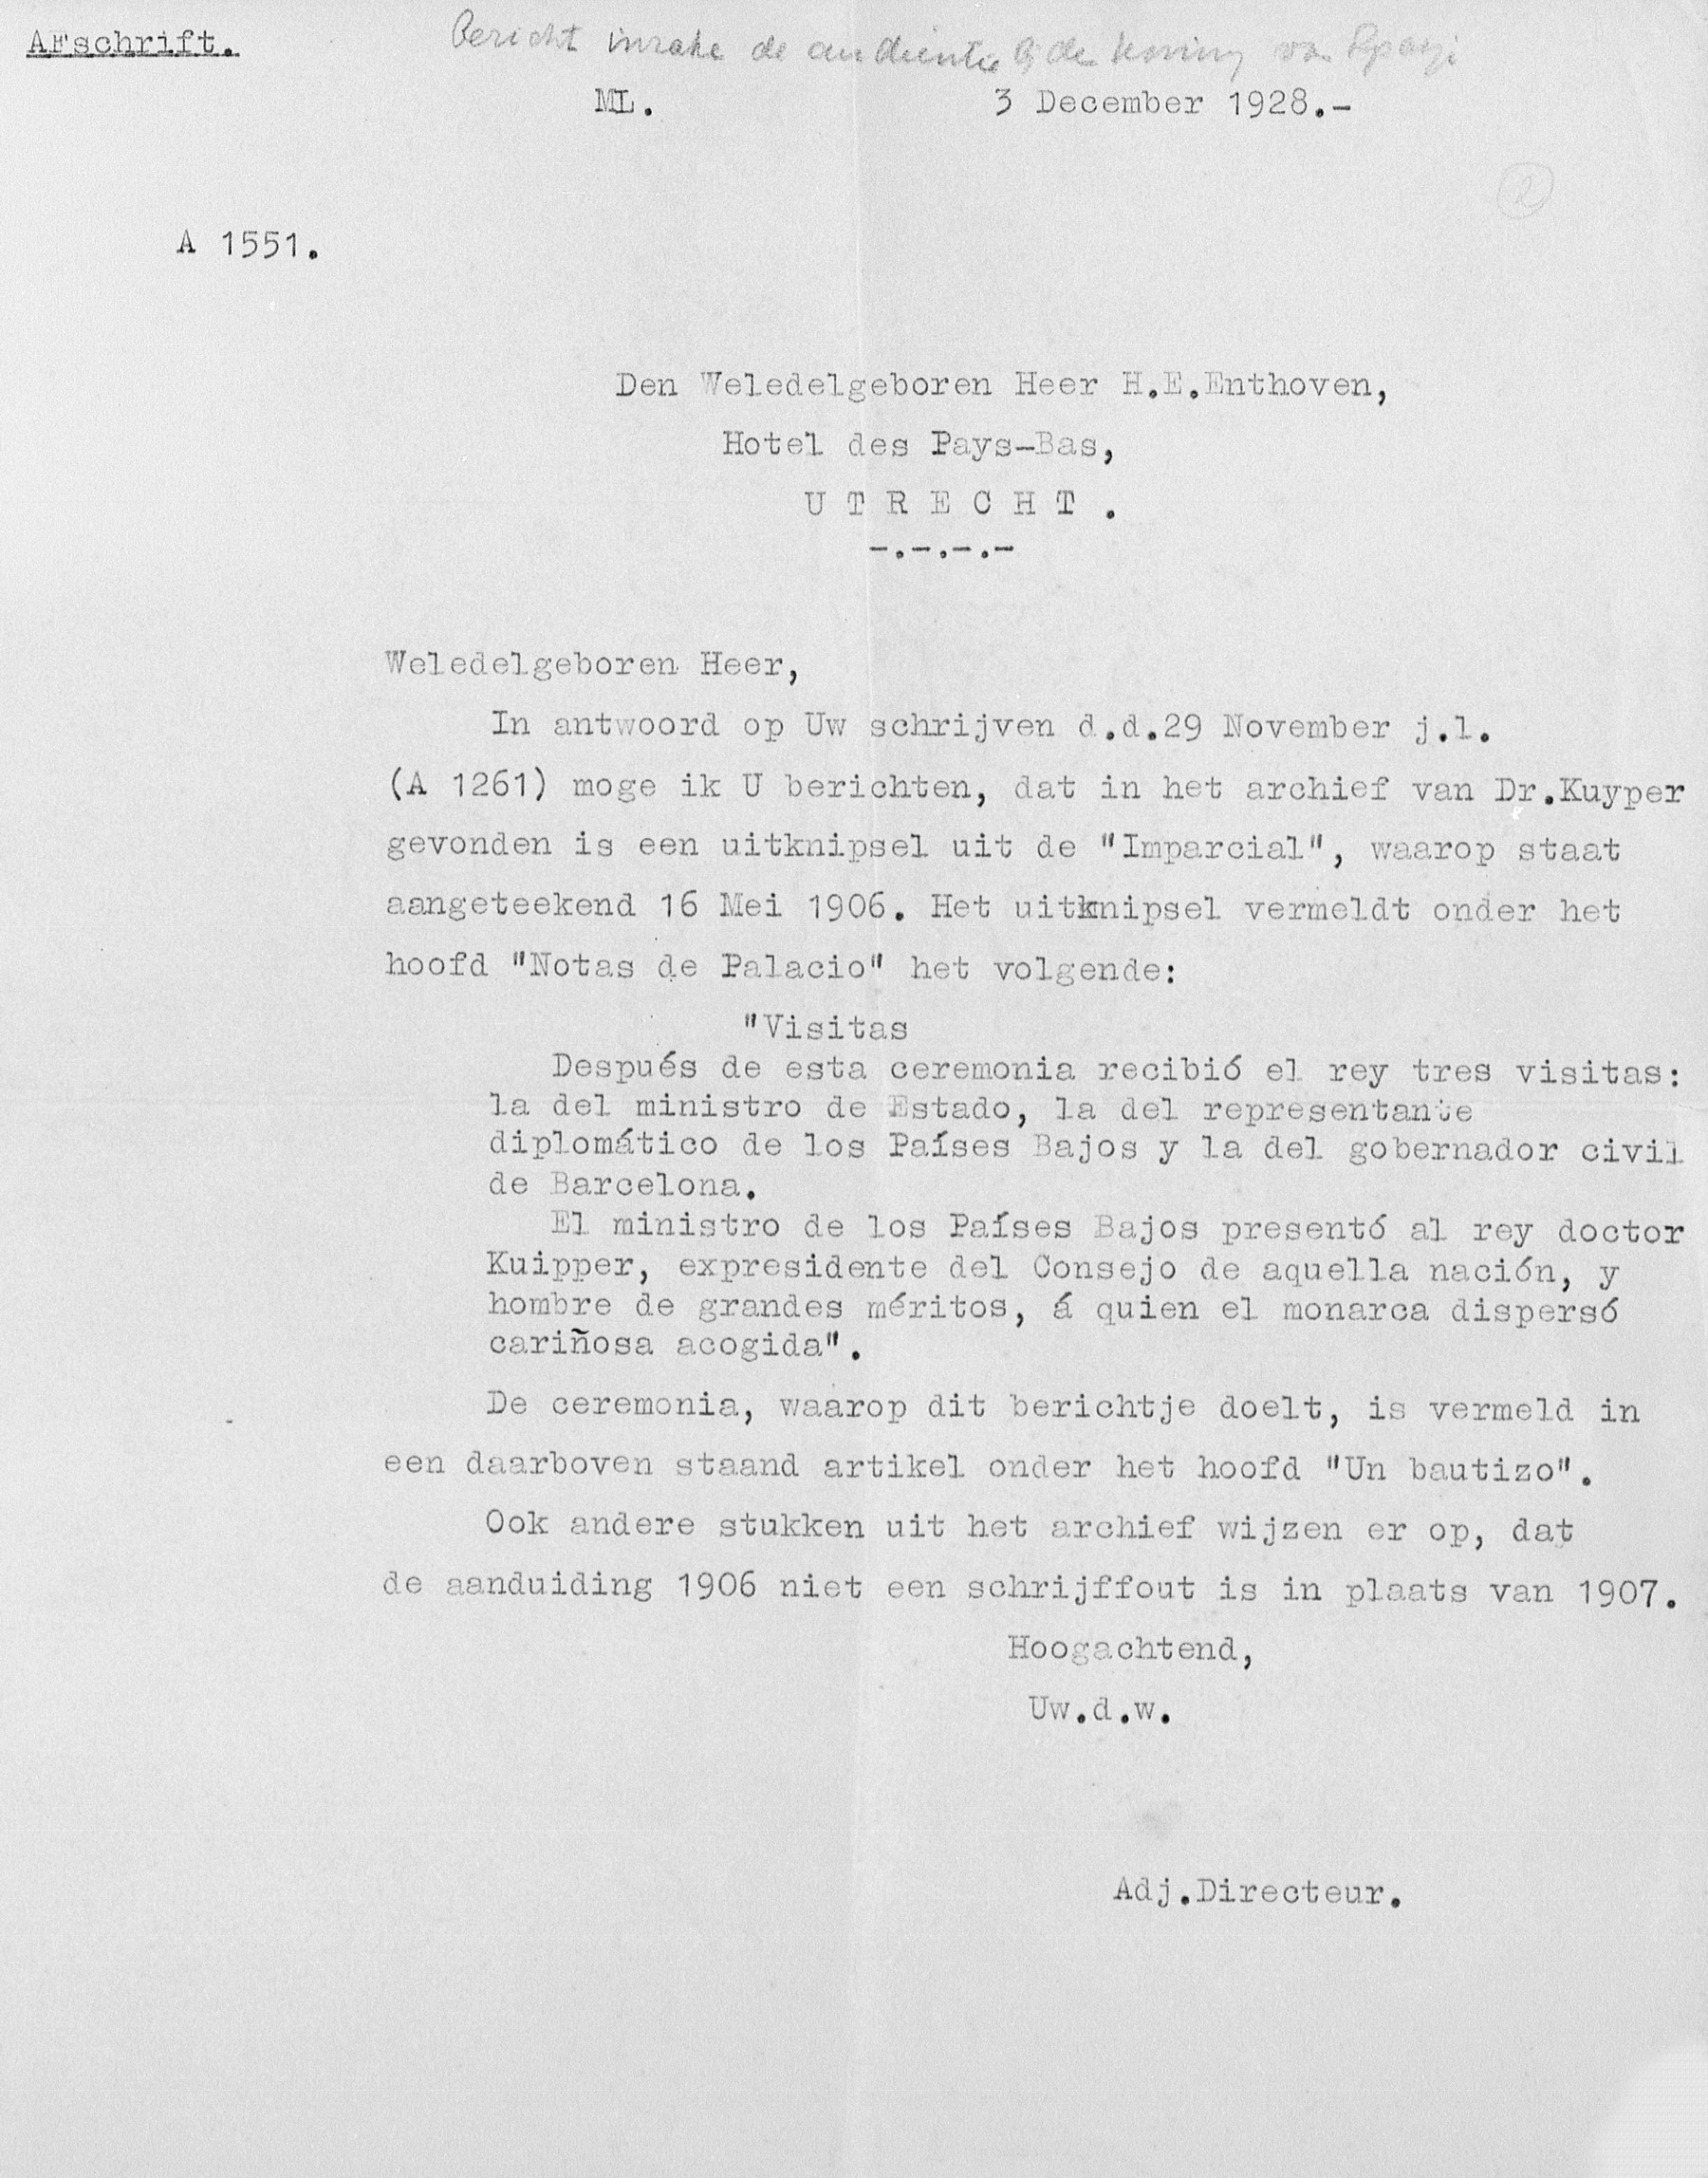 Afschrift.
Bericht inzake de audientie bij de koning van Spanje
ML. 3 December 1928.-
2
A 1551.
Den Weledelgeboren Heer H.E.Enthoven,
Hotel des Pays-Bas,
U T R E C H T .
-.-.-.-
Weledelgeboren Heer,
In antwoord op Uw schrijven d.d.29 November j.l.
(A 1261) moge ik U berichten, dat in het archief van Dr.Kuyper
gevonden is een uitknipsel uit de "Imparcial", waarop staat
aangeteekend 16 Mei 1906. Het uitknipsel vermeldt onder het
hoofd "Notas de Palacio" het volgende:
"Visitas
Después de esta ceremonia recibió el rey tres visitas:
la del ministro de Estado, la del representante
diplomático de los Países Bajos y la del gobernador civil
de Barcelona.
El ministro de los Países Bajos presentó al rey doctor
Kuipper, expresidente del Consejo de aquella nación, y
hombre de grandes méritos, á quien el monarca dispersó
cariñosa acogida".
De ceremonia, waarop dit berichtje doelt, is vermeld in
een daarboven staand artikel onder het hoofd "Un bautizo".
Ook andere stukken uit het archief wijzen er op, dat
de aanduiding 1906 niet een schrijffout is in plaats van 1907.
Hoogachtend,
Uw.d.w.
Adj.Directeur.